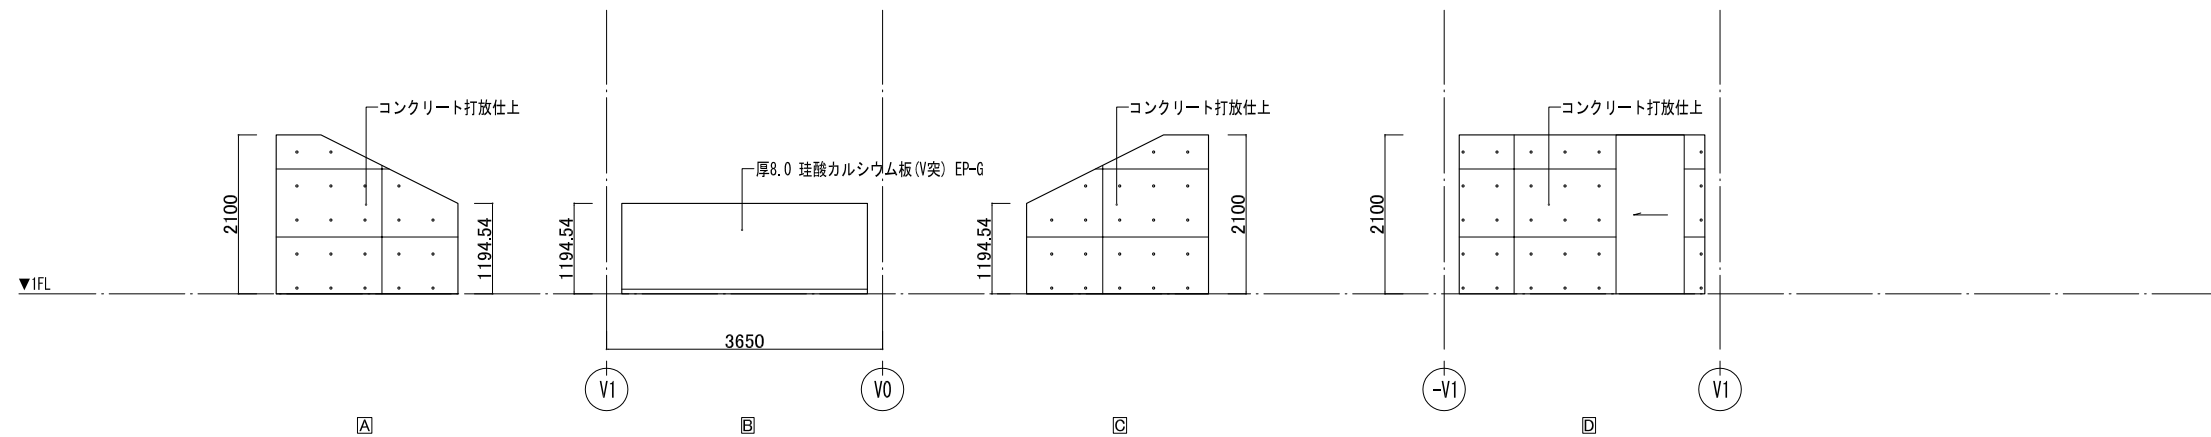 コンクリート打放仕上
コンクリート打放仕上
コンクリート打放仕上
厚8.0 珪酸カルシウム板(V突) EP-G
2100
1194.54
1194.54
1194.54
2100
2100
▼1FL
3650
V1
V0
-V1
V1
A
B
C
D